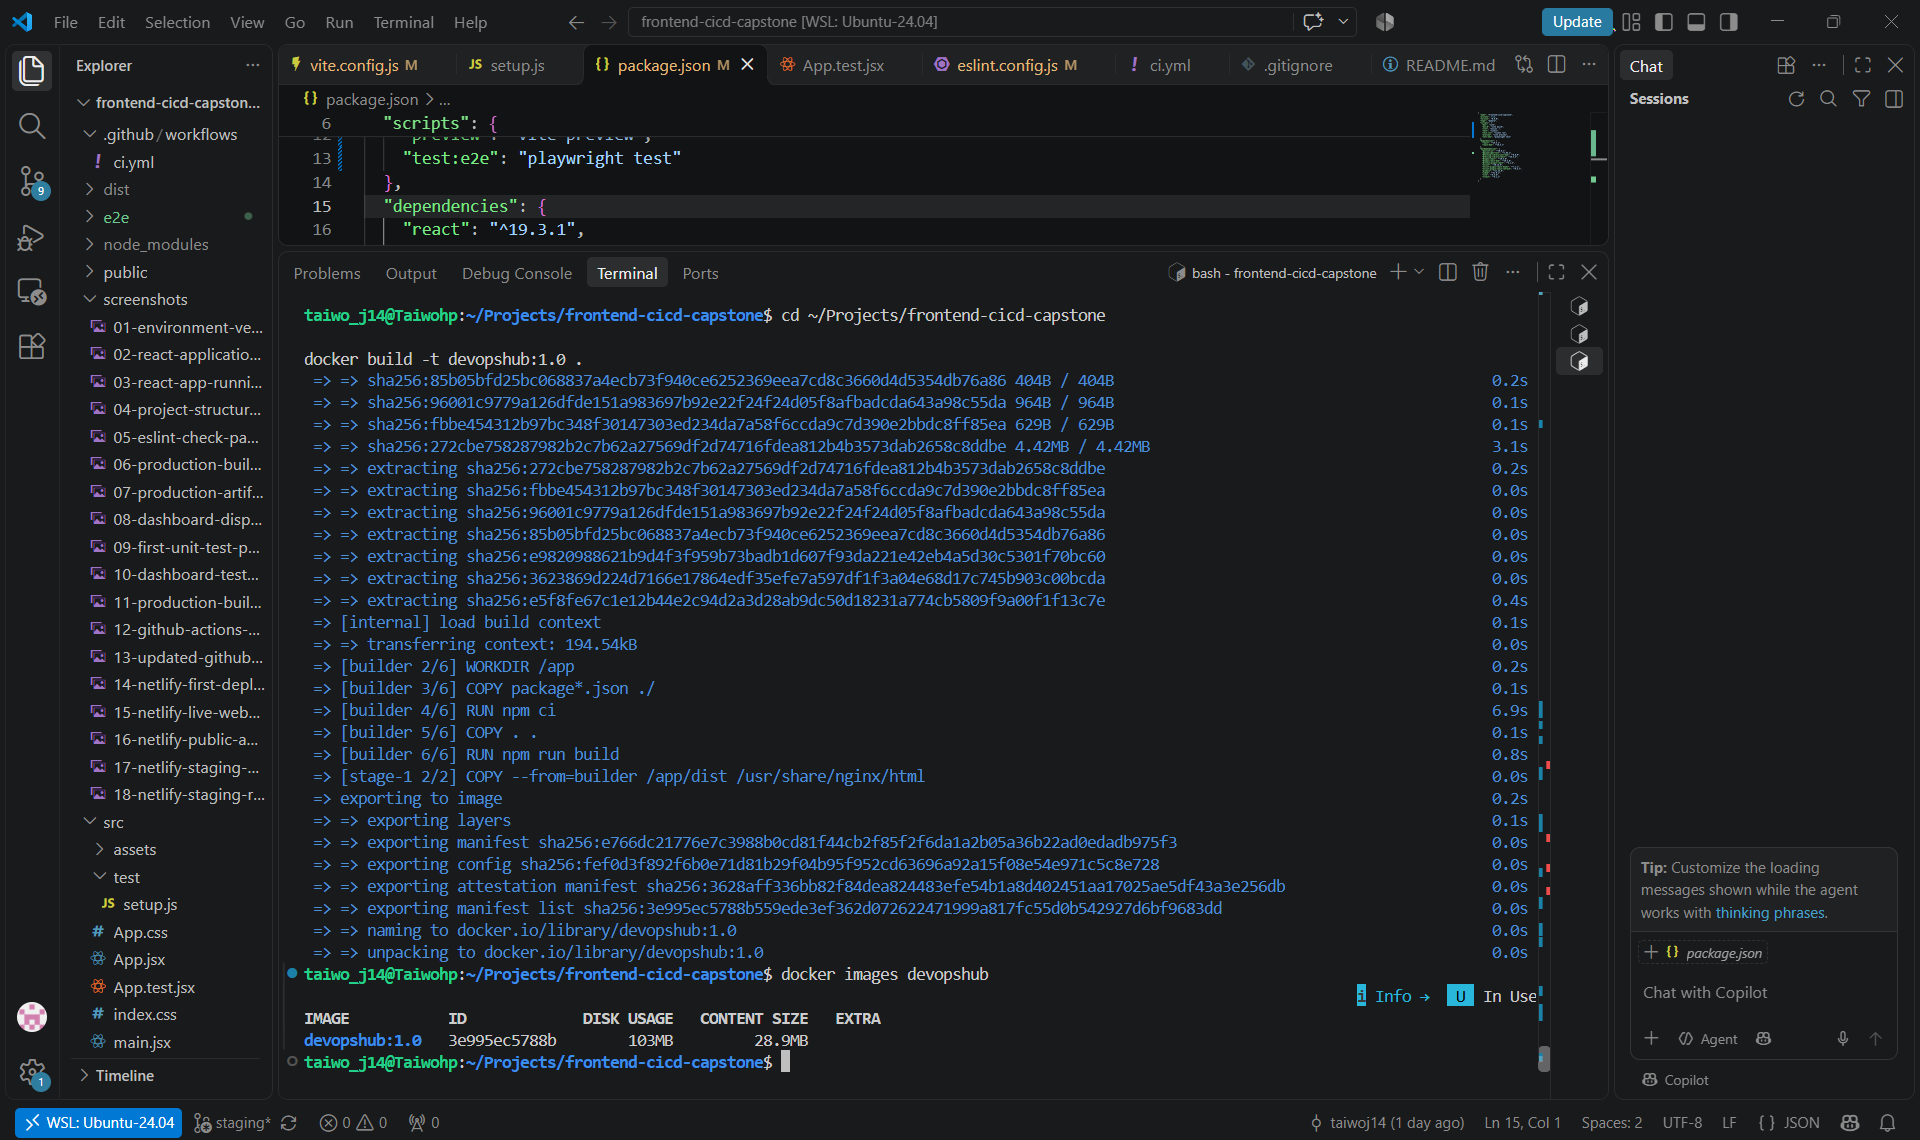 File Edit Selection View Go Run Terminal Help
frontend-cicd-capstone [WSL: Ubuntu-24.04]
Update
Explorer
frontend-cicd-capston...
.github/workflows
ci.yml
dist
e2e
node_modules
public
screenshots
01-environment-ve...
02-react-applicatio...
03-react-app-runni...
04-project-structur...
05-eslint-check-pa...
06-production-buil...
07-production-artif...
08-dashboard-disp...
09-first-unit-test-p...
10-dashboard-test...
11-production-buil...
12-github-actions-...
13-updated-github...
14-netlify-first-depl...
15-netlify-live-web...
16-netlify-public-a...
17-netlify-staging-...
18-netlify-staging-r...
src
assets
test
JS setup.js
# App.css
App.jsx
App.test.jsx
# index.css
main.jsx
Timeline
9
1
vite.config.js M
JS setup.js
{} package.json M
App.test.jsx
eslint.config.js M
! ci.yml
.gitignore
README.md
{} package.json > ...
6 "scripts": {
12 "preview": "vite preview",
13 "test:e2e": "playwright test"
14 },
15 "dependencies": {
16 "react": "^19.3.1",
Problems Output Debug Console Terminal Ports
bash - frontend-cicd-capstone
taiwo_j14@Taiwohp:~/Projects/frontend-cicd-capstone$ cd ~/Projects/frontend-cicd-capstone
docker build -t devopshub:1.0 .
=> => sha256:85b05bfd25bc068837a4ecb73f940ce6252369eea7cd8c3660d4d5354db76a86 404B / 404B 0.2s
=> => sha256:96001c9779a126dfde151a983697b92e22f24f24d05f8afbadcda643a98c55da 964B / 964B 0.1s
=> => sha256:fbbe454312b97bc348f30147303ed234da7a58f6ccda9c7d390e2bbdc8ff85ea 629B / 629B 0.1s
=> => sha256:272cbe758287982b2c7b62a27569df2d74716fdea812b4b3573dab2658c8ddbe 4.42MB / 4.42MB 3.1s
=> => extracting sha256:272cbe758287982b2c7b62a27569df2d74716fdea812b4b3573dab2658c8ddbe 0.2s
=> => extracting sha256:fbbe454312b97bc348f30147303ed234da7a58f6ccda9c7d390e2bbdc8ff85ea 0.0s
=> => extracting sha256:96001c9779a126dfde151a983697b92e22f24f24d05f8afbadcda643a98c55da 0.0s
=> => extracting sha256:85b05bfd25bc068837a4ecb73f940ce6252369eea7cd8c3660d4d5354db76a86 0.0s
=> => extracting sha256:e9820988621b9d4f3f959b73badb1d607f93da221e42eb4a5d30c5301f70bc60 0.0s
=> => extracting sha256:3623869d224d7166e17864edf35efe7a597df1f3a04e68d17c745b903c00bcda 0.0s
=> => extracting sha256:e5f8fe67c1e12b44e2c94d2a3d28ab9dc50d18231a774cb5809f9a00f1f13c7e 0.4s
=> [internal] load build context 0.1s
=> => transferring context: 194.54kB 0.0s
=> [builder 2/6] WORKDIR /app 0.2s
=> [builder 3/6] COPY package*.json ./ 0.1s
=> [builder 4/6] RUN npm ci 6.9s
=> [builder 5/6] COPY . . 0.1s
=> [builder 6/6] RUN npm run build 0.8s
=> [stage-1 2/2] COPY --from=builder /app/dist /usr/share/nginx/html 0.0s
=> exporting to image 0.2s
=> => exporting layers 0.1s
=> => exporting manifest sha256:e766dc21776e7c3988b0cd81f44cb2f85f2f6da1a2b05a36b22ad0edadb975f3 0.0s
=> => exporting config sha256:fef0d3f892f6b0e71d81b29f04b95f952cd63696a92a15f08e54e971c5c8e728 0.0s
=> => exporting attestation manifest sha256:3628aff336bb82f84dea824483efe54b1a8d402451aa17025ae5df43a3e256db 0.0s
=> => exporting manifest list sha256:3e995ec5788b559ede3ef362d072622471999a817fc55d0b542927d6bf9683dd 0.0s
=> => naming to docker.io/library/devopshub:1.0 0.0s
=> => unpacking to docker.io/library/devopshub:1.0 0.0s
taiwo_j14@Taiwohp:~/Projects/frontend-cicd-capstone$ docker images devopshub
i Info → U In Use
IMAGE ID DISK USAGE CONTENT SIZE EXTRA
devopshub:1.0 3e995ec5788b 103MB 28.9MB
taiwo_j14@Taiwohp:~/Projects/frontend-cicd-capstone$
Chat
Sessions
Tip: Customize the loading
messages shown while the agent
works with thinking phrases.
{} package.json
Chat with Copilot
Agent
Copilot
WSL: Ubuntu-24.04
staging*
0 0
0
taiwoj14 (1 day ago)
Ln 15, Col 1
Spaces: 2
UTF-8
LF
{} JSON